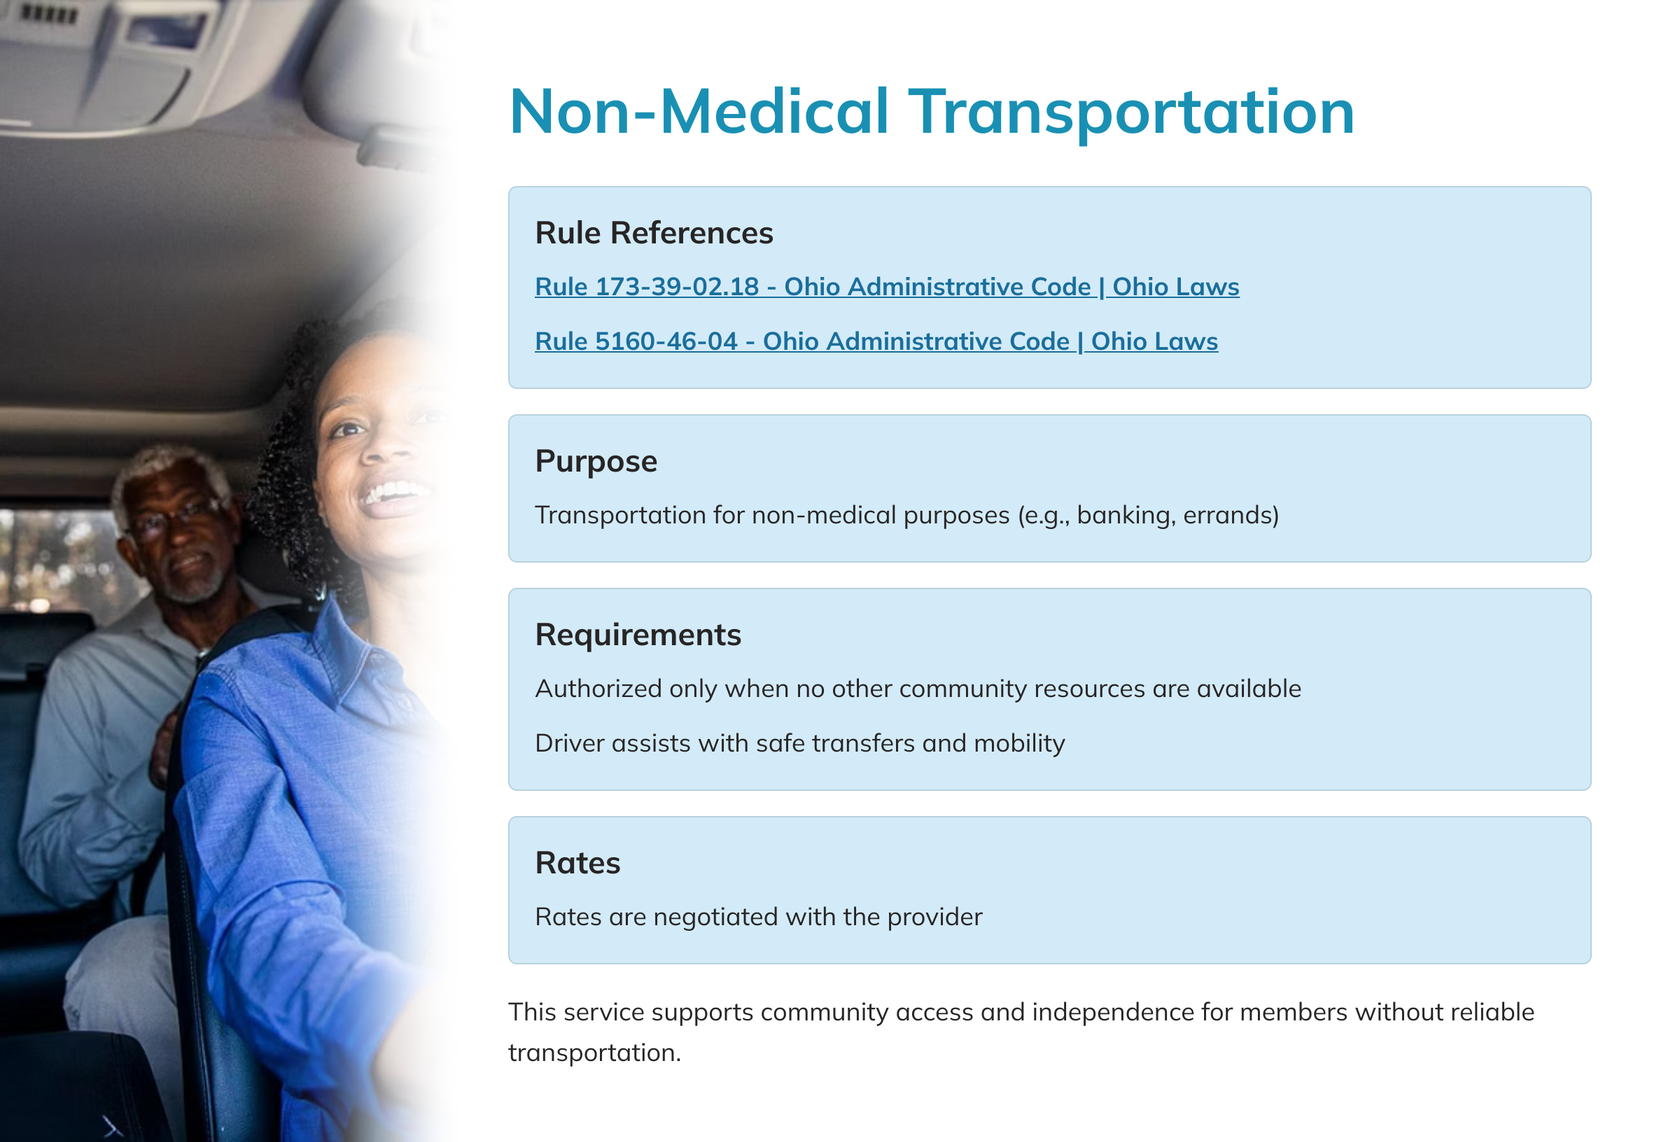 Non-Medical Transportation
Rule References
Rule 173-39-02.18 - Ohio Administrative Code | Ohio Laws
Rule 5160-46-04 - Ohio Administrative Code | Ohio Laws
Purpose
Transportation for non-medical purposes (e.g., banking, errands)
Requirements
Authorized only when no other community resources are available
Driver assists with safe transfers and mobility
Rates
Rates are negotiated with the provider
This service supports community access and independence for members without reliable
transportation.